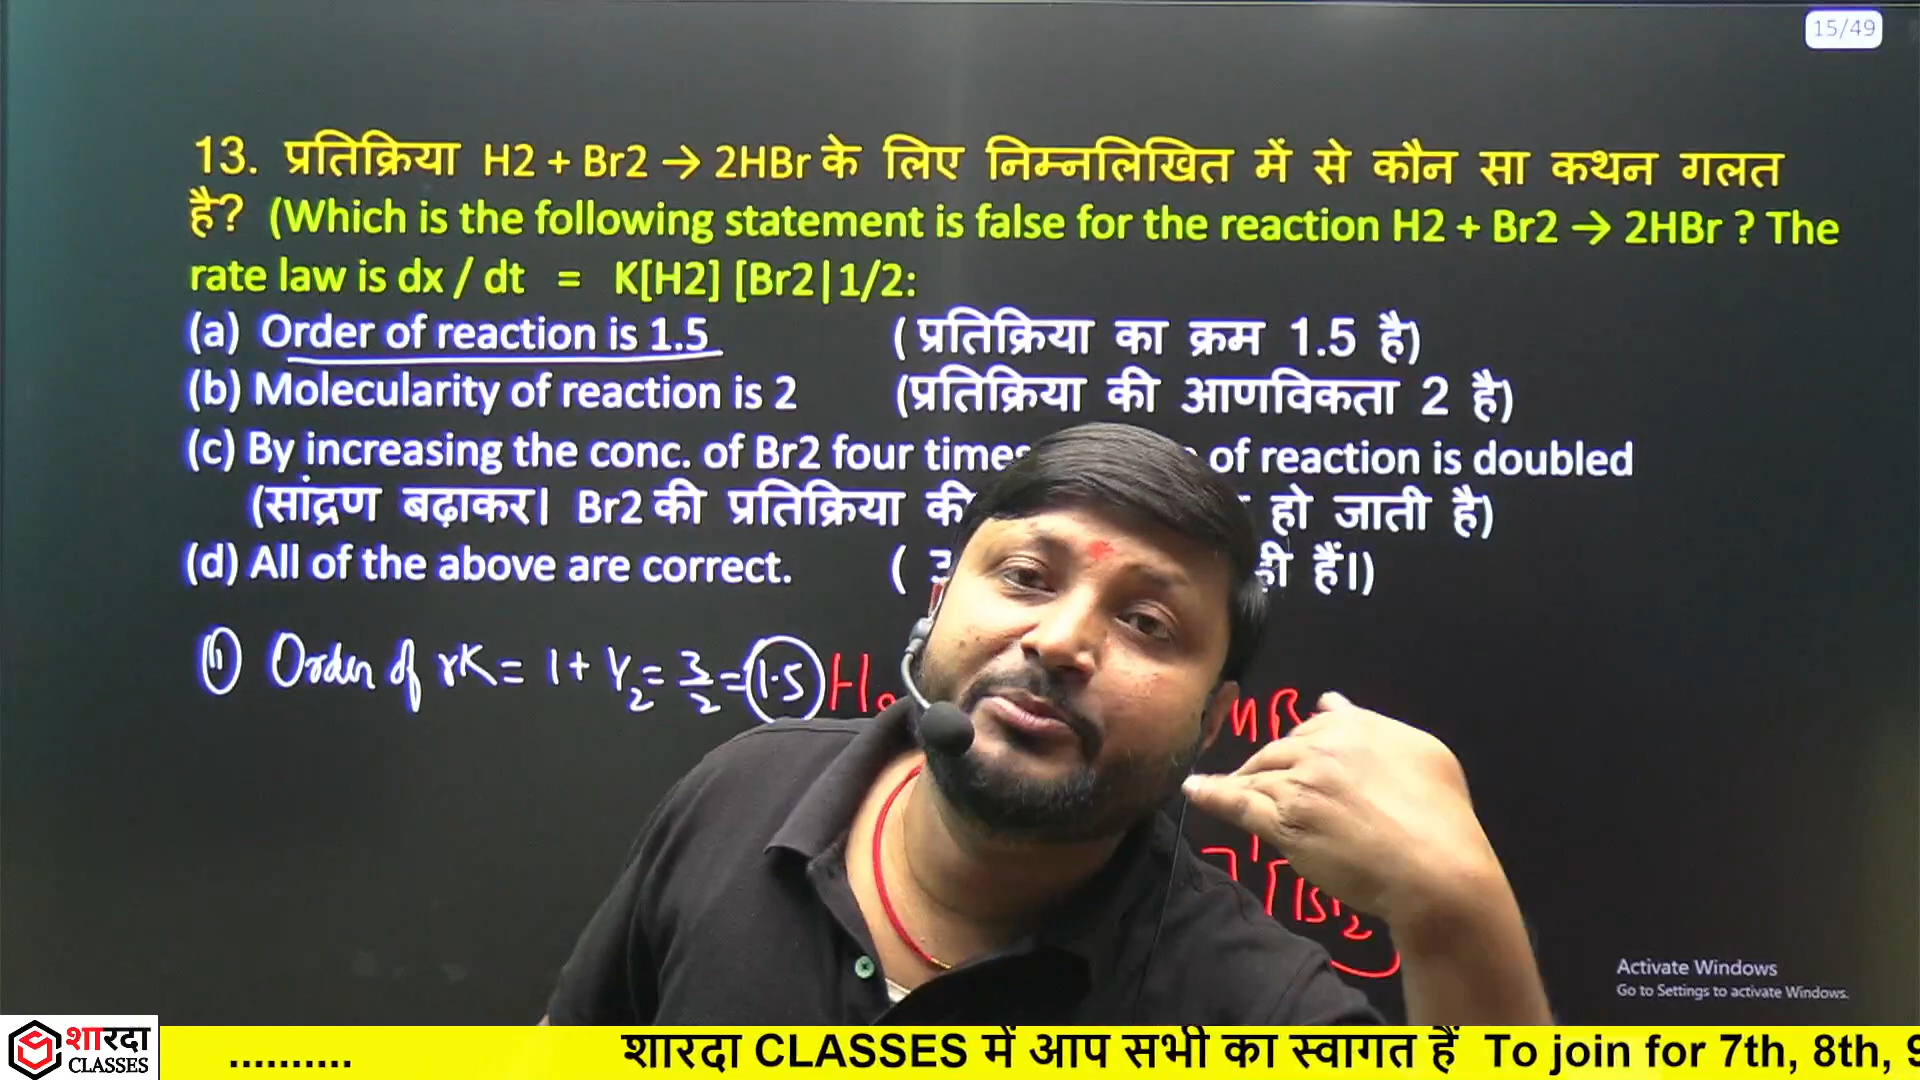 15/49
13. प्रतिक्रिया H2 + Br2 → 2HBr के लिए निम्नलिखित में से कौन सा कथन गलत
है? (Which is the following statement is false for the reaction H2 + Br2 → 2HBr ? The
rate law is dx / dt = K[H2] [Br2|1/2:
(a) Order of reaction is 1.5 ( प्रतिक्रिया का क्रम 1.5 है)
(b) Molecularity of reaction is 2 (प्रतिक्रिया की आणविकता 2 है)
(c) By increasing the conc. of Br2 four times of reaction is doubled
(सांद्रण बढ़ाकर। Br2 की प्रतिक्रिया की हो जाती है)
(d) All of the above are correct. ( हैं।)
Order of rK = 1 + 1/2 = 3/2 = 1.5
Activate Windows
Go to Settings to activate Windows.
शारदा
CLASSES
.......... शारदा CLASSES में आप सभी का स्वागत हैं To join for 7th, 8th,